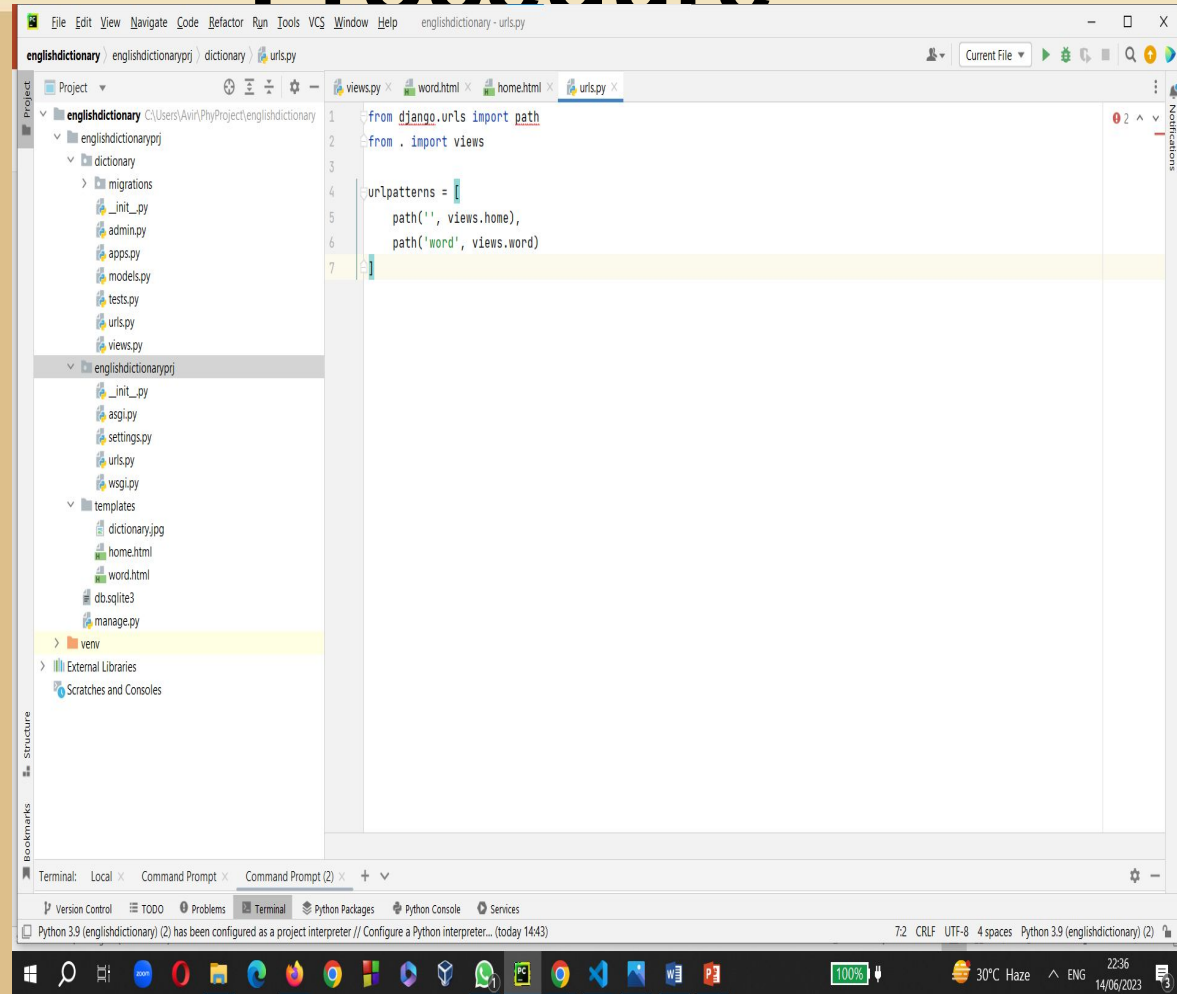 Procedure
File Edit View Navigate Code Refactor Run Tools VCS Window Help englishdictionary - urls.py
englishdictionary englishdictionaryprj dictionary urls.py Current File
Project views.py word.html home.html urls.py
Project
englishdictionary C:\Users\Avir\PhyProject\englishdictionary
englishdictionaryprj
dictionary
migrations
__init__.py
admin.py
apps.py
models.py
tests.py
urls.py
views.py
englishdictionaryprj
__init__.py
asgi.py
settings.py
urls.py
wsgi.py
templates
dictionary.jpg
home.html
word.html
db.sqlite3
manage.py
venv
External Libraries
Scratches and Consoles
1 from django.urls import path
2 from . import views
3
4 urlpatterns = [
5 path('', views.home),
6 path('word', views.word)
7 ]
2
Notifications
Structure
Bookmarks
Terminal: Local Command Prompt Command Prompt (2)
Version Control TODO Problems Terminal Python Packages Python Console Services
Python 3.9 (englishdictionary) (2) has been configured as a project interpreter // Configure a Python interpreter... (today 14:43) 7:2 CRLF UTF-8 4 spaces Python 3.9 (englishdictionary) (2)
zoom 1 PC 100% 30°C Haze ENG 22:36
14/06/2023 3